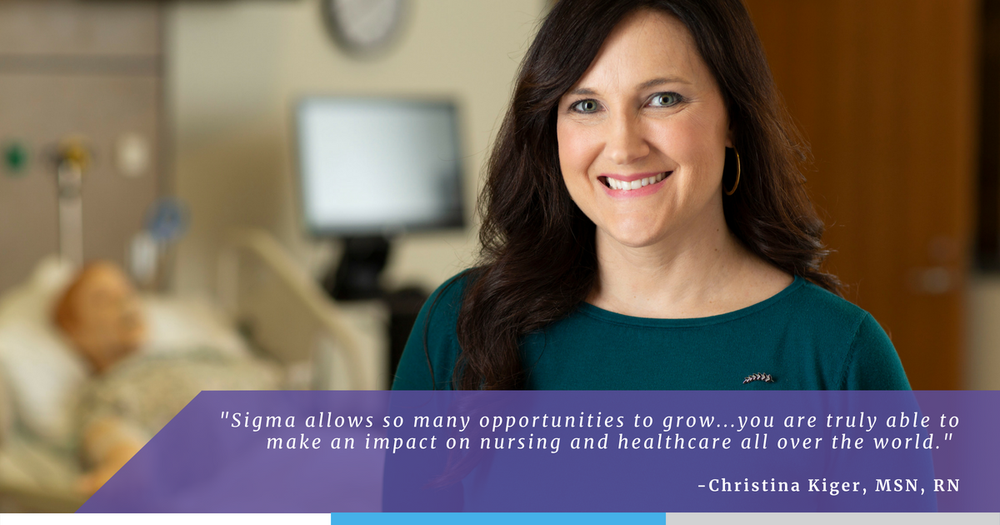 "Sigma allows so many opportunities to grow...you are truly able to
make an impact on nursing and healthcare all over the world."
-Christina Kiger, MSN, RN